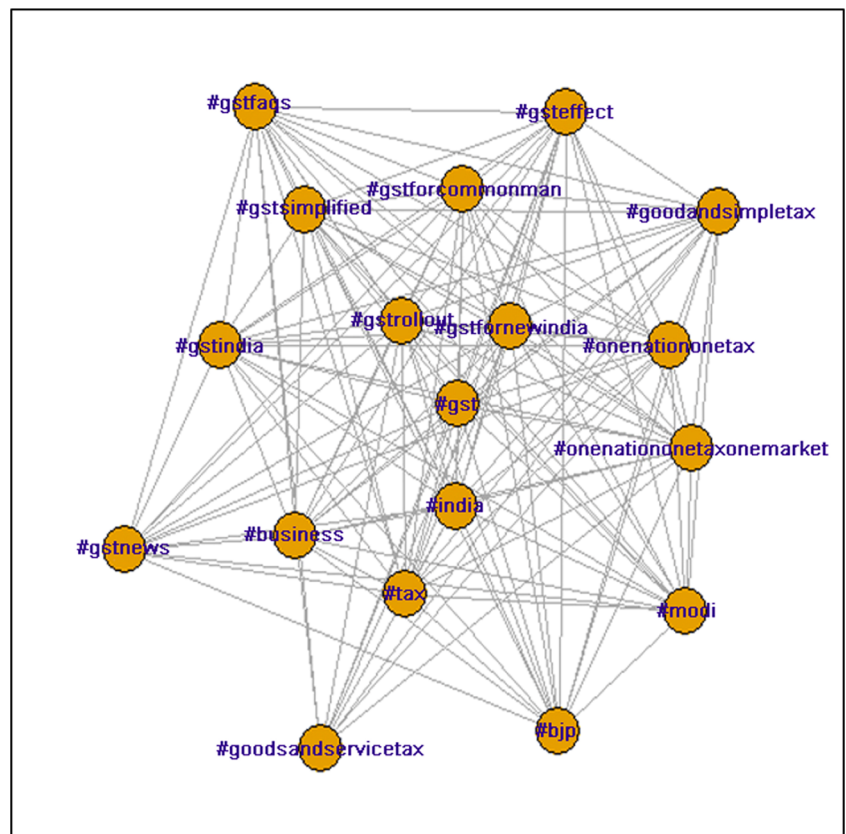 #gstfaqs
#gsteffect
#gstforcommonman
#gstsimplified
#goodandsimpletax
#gstrollout
#gstfornewindia
#gstindia
#onenationonetax
#gst
#onenationonetaxonemarket
#india
#business
#gstnews
#tax
#modi
#bjp
#goodsandservicetax